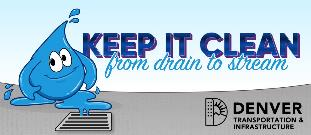 KEEP IT CLEAN
from drain to stream
DENVER
TRANSPORTATION &
INFRASTRUCTURE